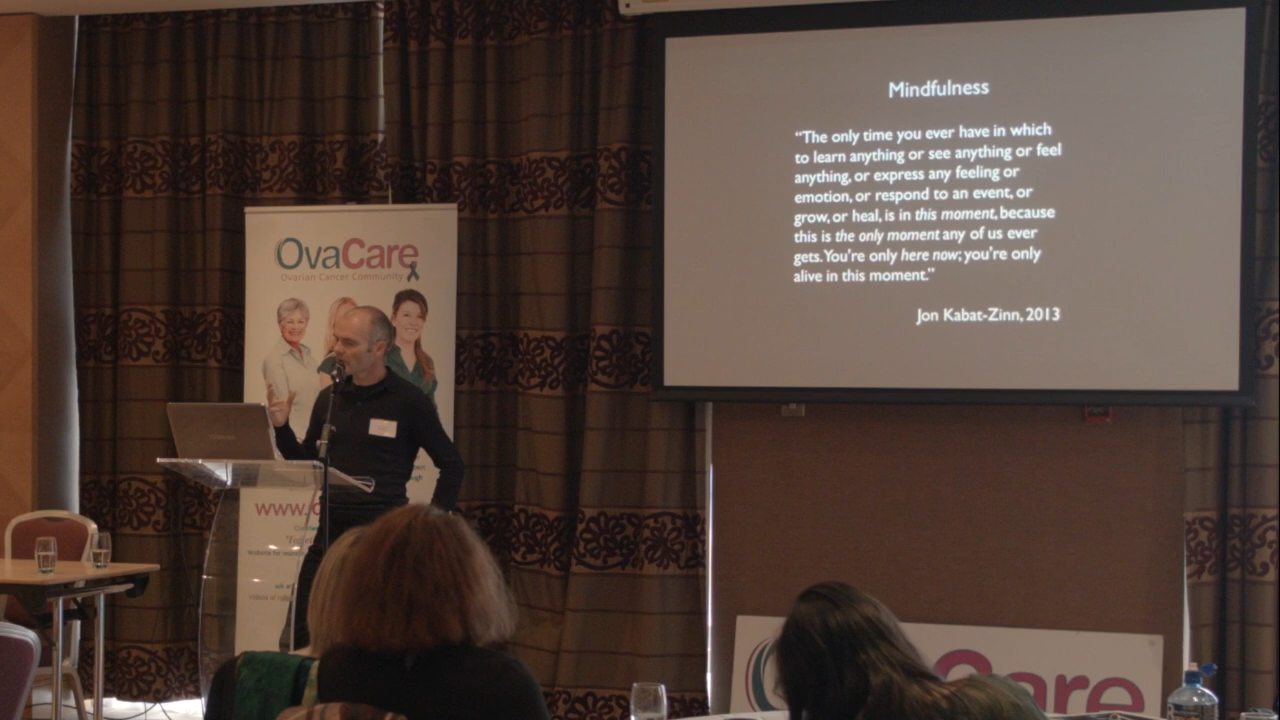 Mindfulness
“The only time you ever have in which
to learn anything or see anything or feel
anything, or express any feeling or
emotion, or respond to an event, or
grow, or heal, is in this moment, because
this is the only moment any of us ever
gets. You’re only here now; you’re only
alive in this moment.”
Jon Kabat-Zinn, 2013
OvaCare
Ovarian Cancer Community
www.
Care